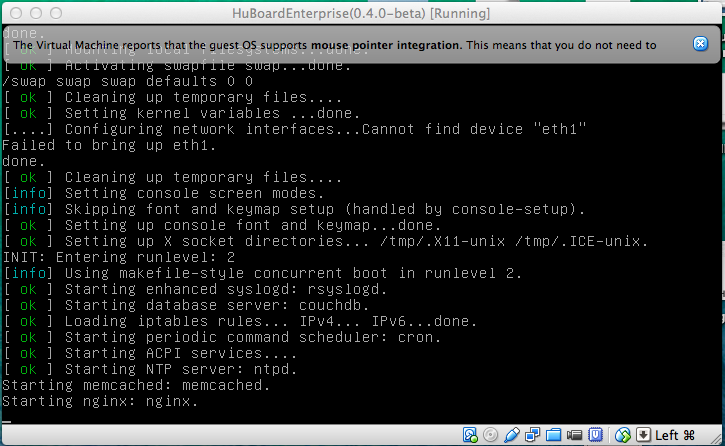 HuBoardEnterprise(0.4.0-beta) [Running]
done.
[ ok ] Mounting local filesystems...done.
The Virtual Machine reports that the guest OS supports mouse pointer integration. This means that you do not need to
[ ok ] Activating swapfile swap...done.
/swap swap swap defaults 0 0
[ ok ] Cleaning up temporary files....
[ ok ] Setting kernel variables ...done.
[....] Configuring network interfaces...Cannot find device "eth1"
Failed to bring up eth1.
done.
[ ok ] Cleaning up temporary files....
[info] Setting console screen modes.
[info] Skipping font and keymap setup (handled by console-setup).
[ ok ] Setting up console font and keymap...done.
[ ok ] Setting up X socket directories... /tmp/.X11-unix /tmp/.ICE-unix.
INIT: Entering runlevel: 2
[info] Using makefile-style concurrent boot in runlevel 2.
[ ok ] Starting enhanced syslogd: rsyslogd.
[ ok ] Starting database server: couchdb.
[ ok ] Loading iptables rules... IPv4... IPv6...done.
[ ok ] Starting periodic command scheduler: cron.
[ ok ] Starting ACPI services....
[ ok ] Starting NTP server: ntpd.
Starting memcached: memcached.
Starting nginx: nginx.
Left ⌘